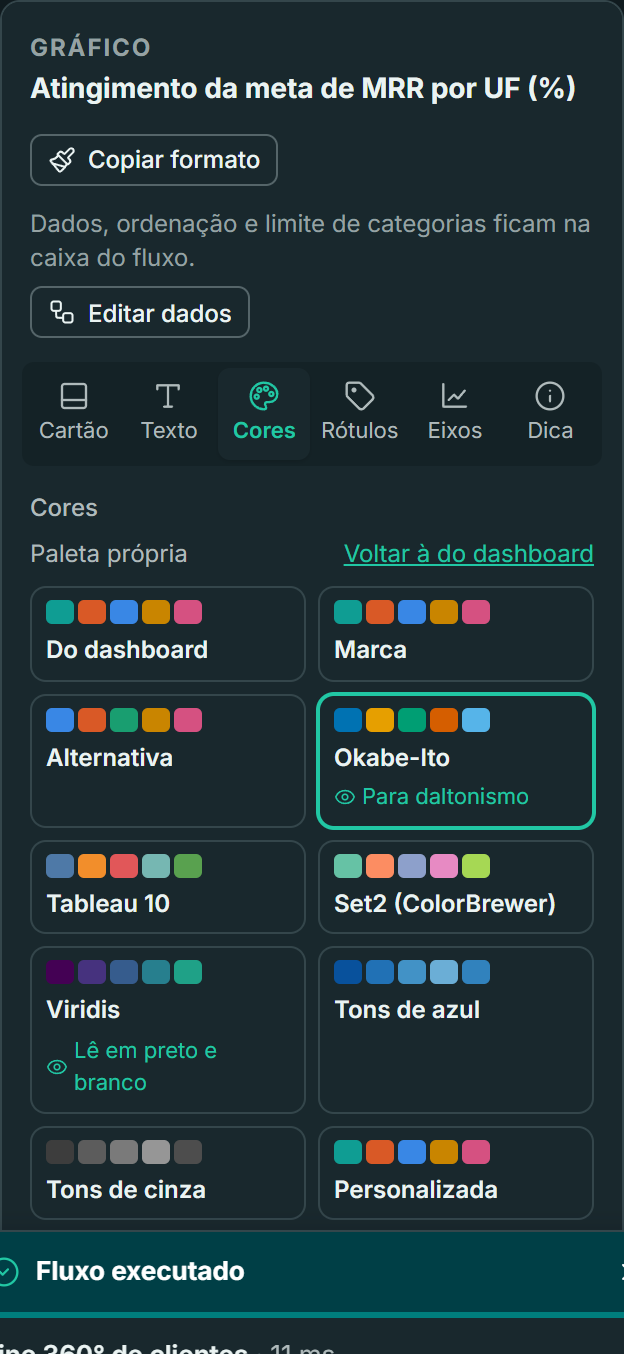 GRÁFICO
Atingimento da meta de MRR por UF (%)
Copiar formato
Dados, ordenação e limite de categorias ficam na
caixa do fluxo.
Editar dados
Cartão
Texto
Cores
Rótulos
Eixos
Dica
Cores
Paleta própria
Voltar à do dashboard
Do dashboard
Marca
Alternativa
Okabe-Ito
Para daltonismo
Tableau 10
Set2 (ColorBrewer)
Viridis
Lê em preto e
branco
Tons de azul
Tons de cinza
Personalizada
Fluxo executado
360º de clientes · 11 ms